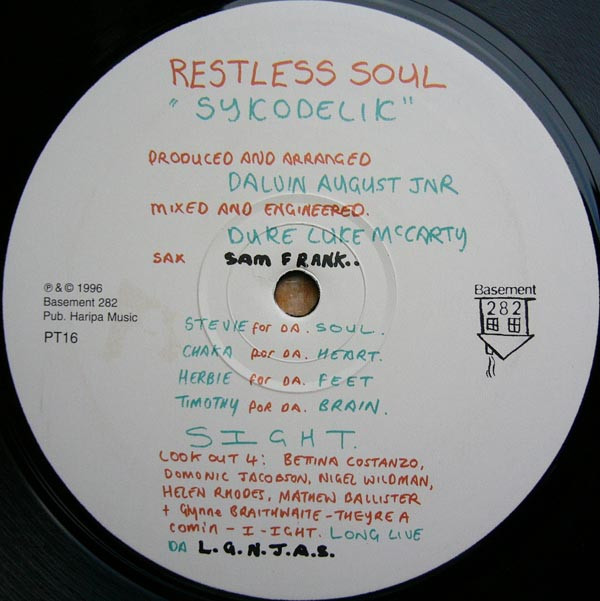 RESTLESS SOUL
"SYKODELIK"
PRODUCED AND ARRANGED
DALVIN AUGUST JNR
MIXED AND ENGINEERED.
DUKE LUKE McCARTY
SAX SAM FRANK..
℗ & © 1996
Basement 282
Pub. Haripa Music
PT16
Basement
282
STEVIE for DA. SOUL.
CHAKA for DA. HEART.
HERBIE for DA. FEET
TIMOTHY FOR DA. BRAIN.
SIGHT.
LOOK OUT 4: BETTINA COSTANZO,
DOMONIC JACOBSON, NIGEL WILDMAN,
HELEN RHODES, MATHEW BALLISTER
+ Glynne BRAITHWAITE - THEYRE A
comin - I - IGHT. LONG LIVE
DA L.G.N.J.A.S.